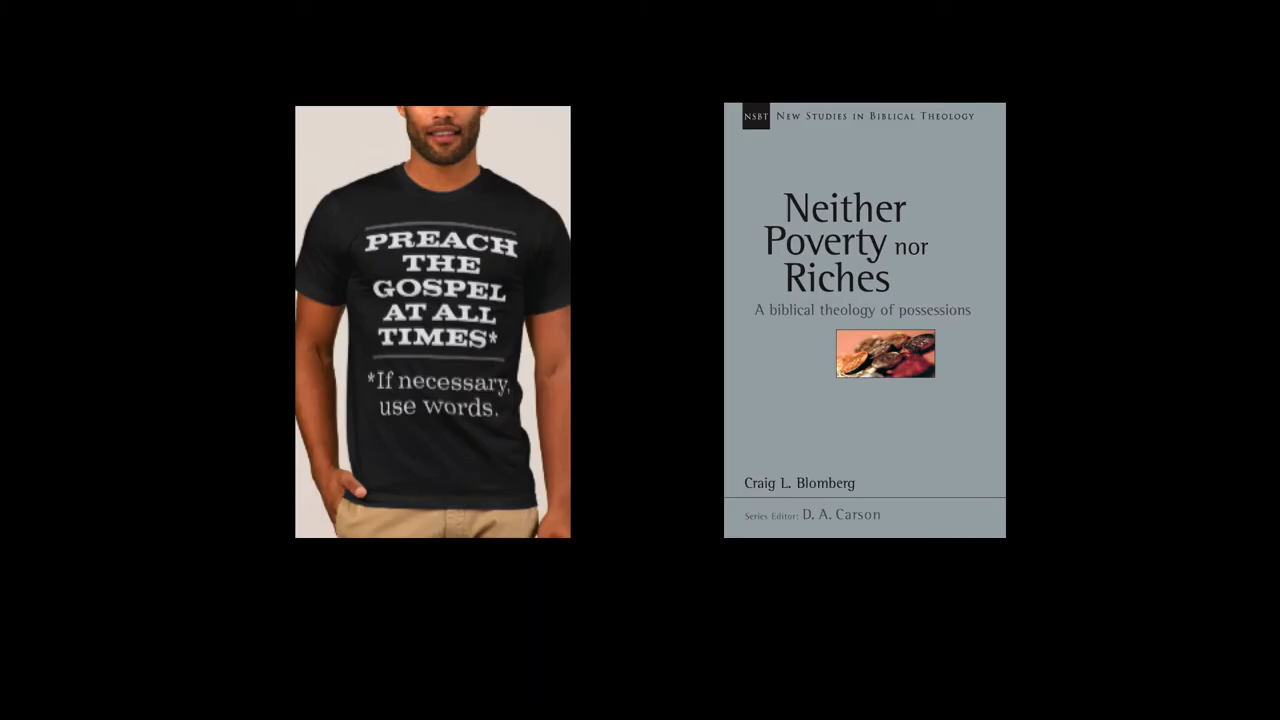 PREACH
THE
GOSPEL
AT ALL
TIMES*
*If necessary,
use words.
NSBT NEW STUDIES IN BIBLICAL THEOLOGY
Neither
Poverty nor
Riches
A biblical theology of possessions
Craig L. Blomberg
Series Editor: D. A. Carson